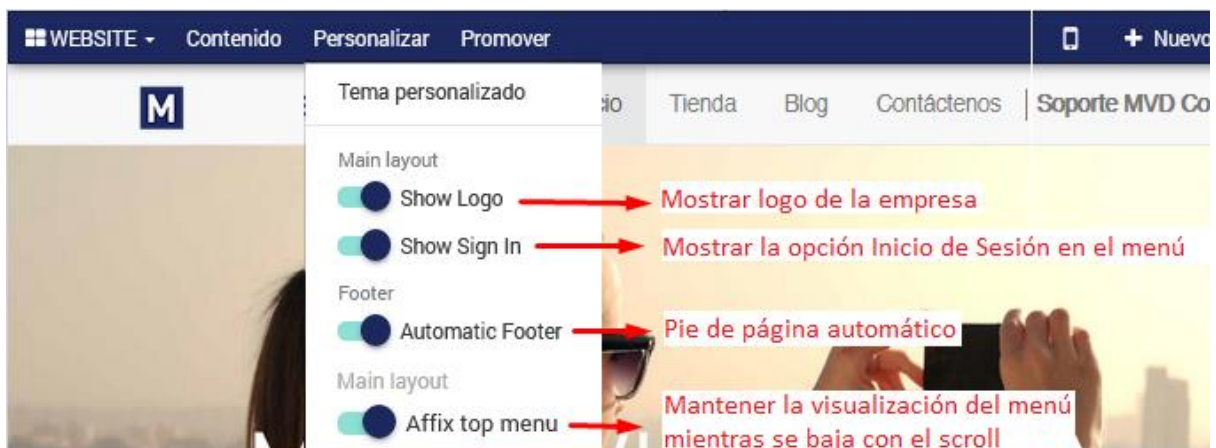 WEBSITE Contenido Personalizar Promover + Nuevo
M
Tema personalizado
cio Tienda Blog Contáctenos Soporte MVD Co
Main layout
Show Logo Mostrar logo de la empresa
Show Sign In Mostrar la opción Inicio de Sesión en el menú
Footer
Automatic Footer Pie de página automático
Main layout
Affix top menu Mantener la visualización del menú
mientras se baja con el scroll